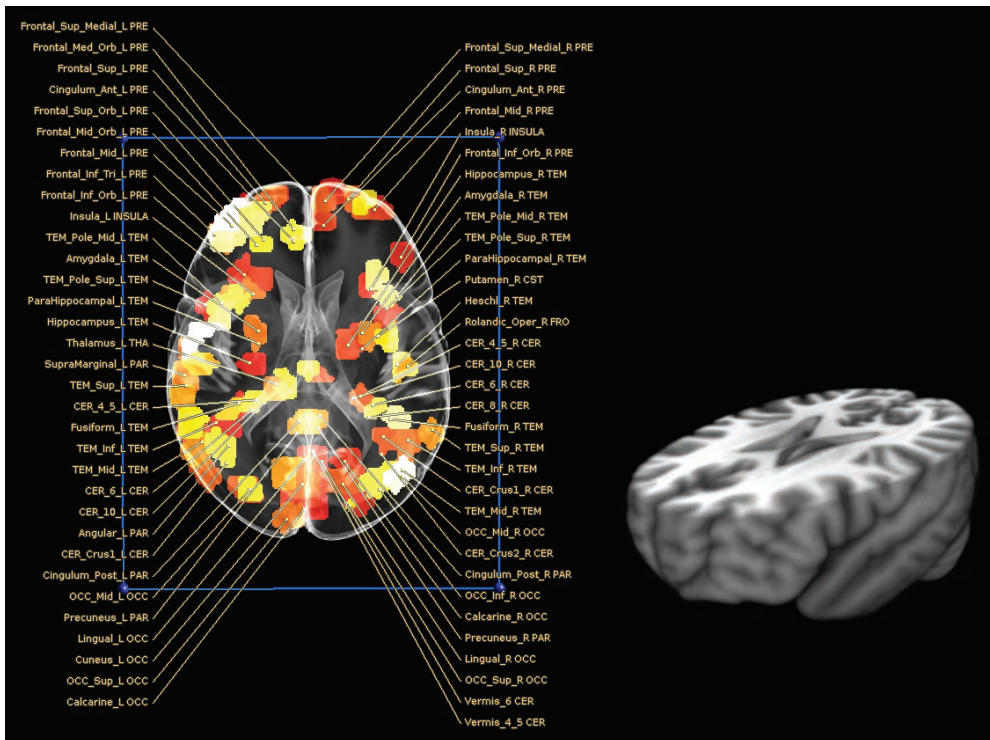 Frontal_Sup_Medial_L PRE
Frontal_Med_Orb_L PRE
Frontal_Sup_L PRE
Cingulum_Ant_L PRE
Frontal_Sup_Orb_L PRE
Frontal_Mid_Orb_L PRE
Frontal_Mid_L PRE
Frontal_Inf_Tri_L PRE
Frontal_Inf_Orb_L PRE
Insula_L INSULA
TEM_Pole_Mid_L TEM
Amygdala_L TEM
TEM_Pole_Sup_L TEM
ParaHippocampal_L TEM
Hippocampus_L TEM
Thalamus_L THA
SupraMarginal_L PAR
TEM_Sup_L TEM
CER_4_5_L CER
Fusiform_L TEM
TEM_Inf_L TEM
TEM_Mid_L TEM
CER_6_L CER
CER_10_L CER
Angular_L PAR
CER_Crus1_L CER
Cingulum_Post_L PAR
OCC_Mid_L OCC
Precuneus_L PAR
Lingual_L OCC
Cuneus_L OCC
OCC_Sup_L OCC
Calcarine_L OCC
Frontal_Sup_Medial_R PRE
Frontal_Sup_R PRE
Cingulum_Ant_R PRE
Frontal_Mid_R PRE
Insula_R INSULA
Frontal_Inf_Orb_R PRE
Hippocampus_R TEM
Amygdala_R TEM
TEM_Pole_Mid_R TEM
TEM_Pole_Sup_R TEM
ParaHippocampal_R TEM
Putamen_R CST
Heschl_R TEM
Rolandic_Oper_R FRO
CER_4_5_R CER
CER_10_R CER
CER_6_R CER
CER_8_R CER
Fusiform_R TEM
TEM_Sup_R TEM
TEM_Inf_R TEM
CER_Crus1_R CER
TEM_Mid_R TEM
OCC_Mid_R OCC
CER_Crus2_R CER
Cingulum_Post_R PAR
OCC_Inf_R OCC
Calcarine_R OCC
Precuneus_R PAR
Lingual_R OCC
OCC_Sup_R OCC
Vermis_6 CER
Vermis_4_5 CER